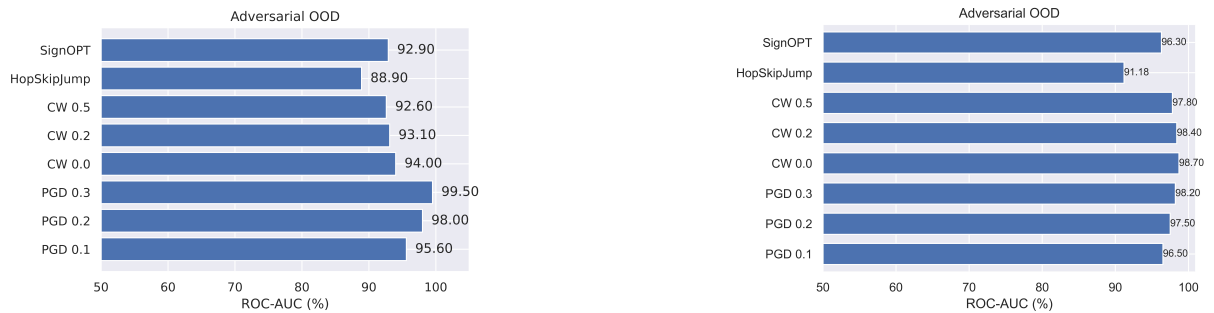 Adversarial OOD
SignOPT 92.90
HopSkipJump 88.90
CW 0.5 92.60
CW 0.2 93.10
CW 0.0 94.00
PGD 0.3 99.50
PGD 0.2 98.00
PGD 0.1 95.60
50 60 70 80 90 100
ROC-AUC (%)
Adversarial OOD
SignOPT 96.30
HopSkipJump 91.18
CW 0.5 97.80
CW 0.2 98.40
CW 0.0 98.70
PGD 0.3 98.20
PGD 0.2 97.50
PGD 0.1 96.50
50 60 70 80 90 100
ROC-AUC (%)